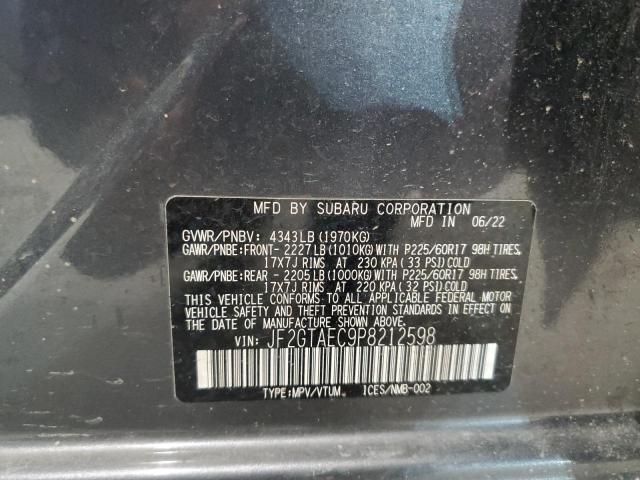 MFD BY SUBARU CORPORATION
MFD IN 06/22
GVWR/PNBV: 4343LB (1970KG)
GAWR/PNBE:FRONT- 2227LB (1010KG)WITH P225/60R17 98H TIRES,
17X7J RIMS AT 230 KPA (33 PSI)COLD
GAWR/PNBE:REAR - 2205LB (1000KG)WITH P225/60R17 98H TIRES,
17X7J RIMS AT 220 KPA (32 PSI)COLD
THIS VEHICLE CONFORMS TO ALL APPLICABLE FEDERAL MOTOR
VEHICLE SAFETY AND THEFT PREVENTION STANDARDS IN EFFECT
ON THE DATE OF MANUFACTURE SHOWN ABOVE.
VIN: JF2GTAEC9P8212598
TYPE:MPV/VTUM ICES/NMB-002